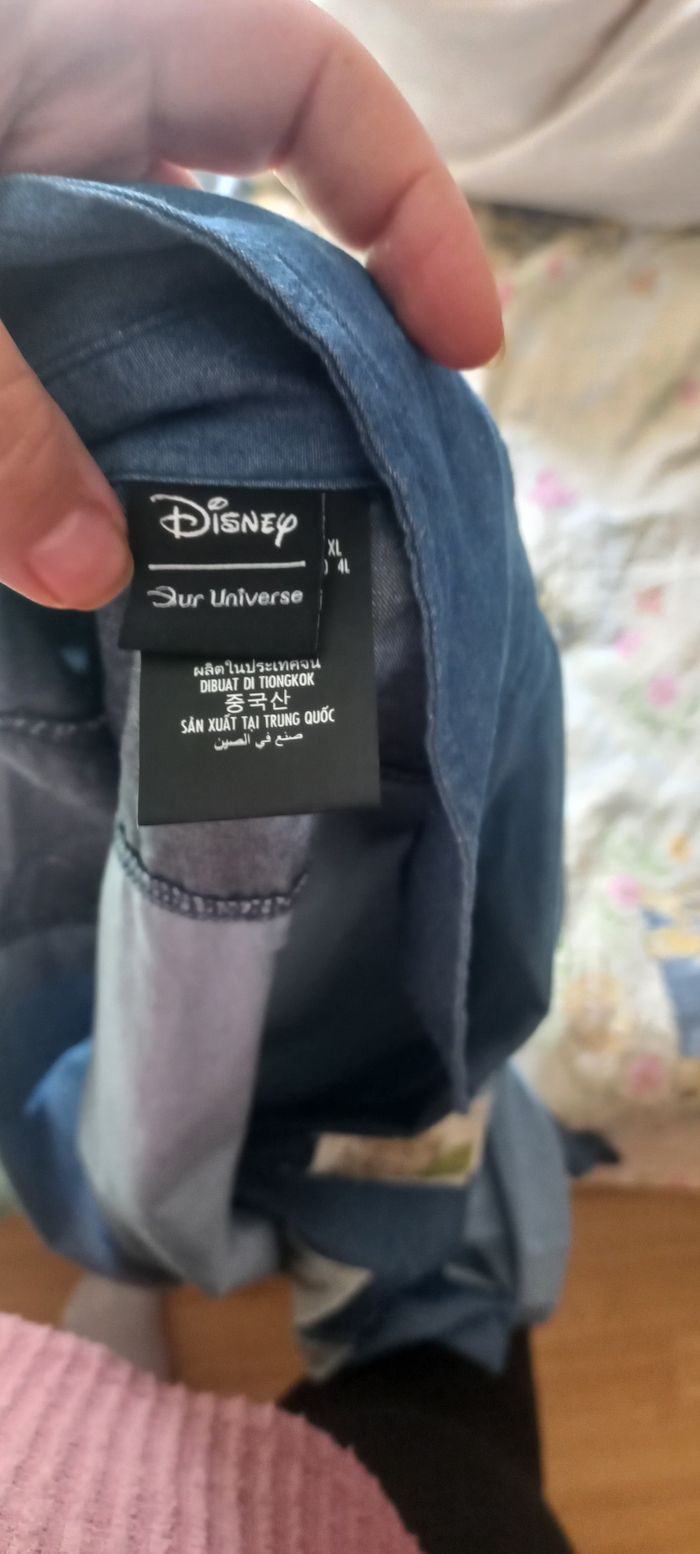 Disney
Our Universe
XL
4L
ผลิตในประเทศจีน
DIBUAT DI TIONGKOK
중국산
SẢN XUẤT TẠI TRUNG QUỐC
صنع في الصين